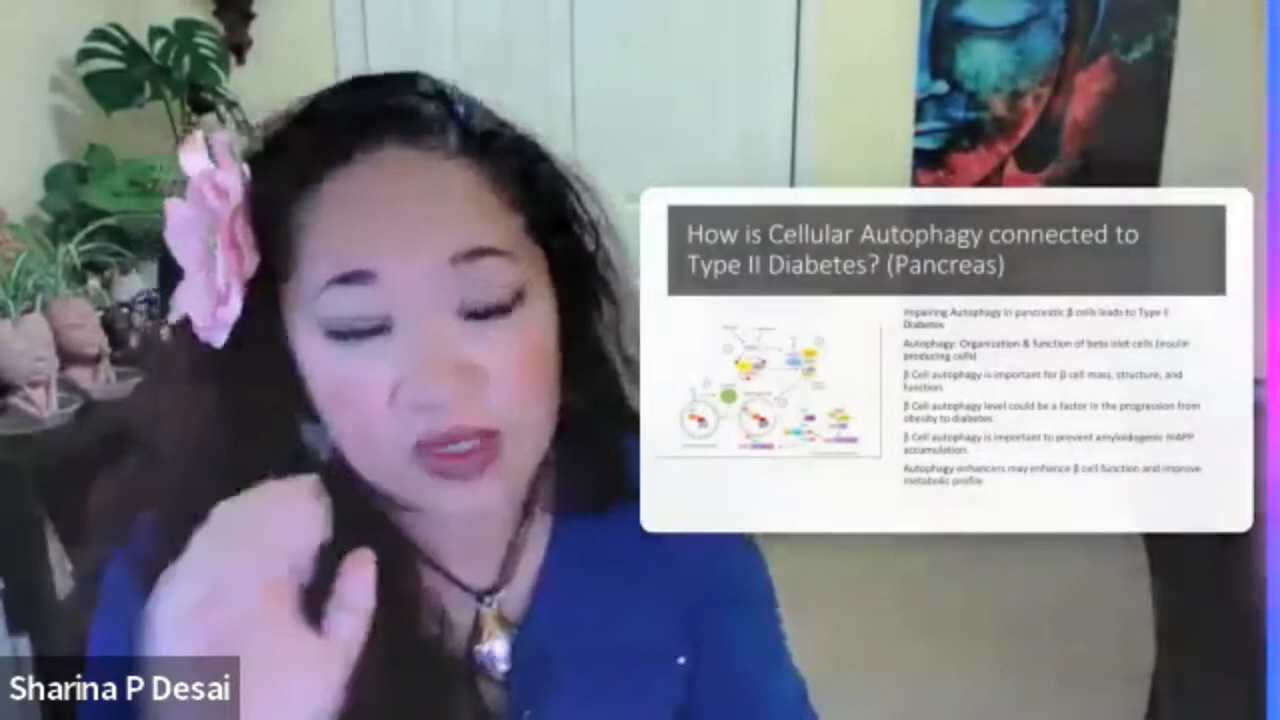 How is Cellular Autophagy connected to
Type II Diabetes? (Pancreas)
Impairing Autophagy in pancreatic β cells leads to Type II
Diabetes
Autophagy: Organization & function of beta islet cells (insulin
producing cells)
β Cell autophagy is important for β cell mass, structure, and
function.
β Cell autophagy level could be a factor in the progression from
obesity to diabetes.
β Cell autophagy is important to prevent amyloidogenic hIAPP
accumulation.
Autophagy enhancers may enhance β cell function and improve
metabolic profile
Sharina P Desai